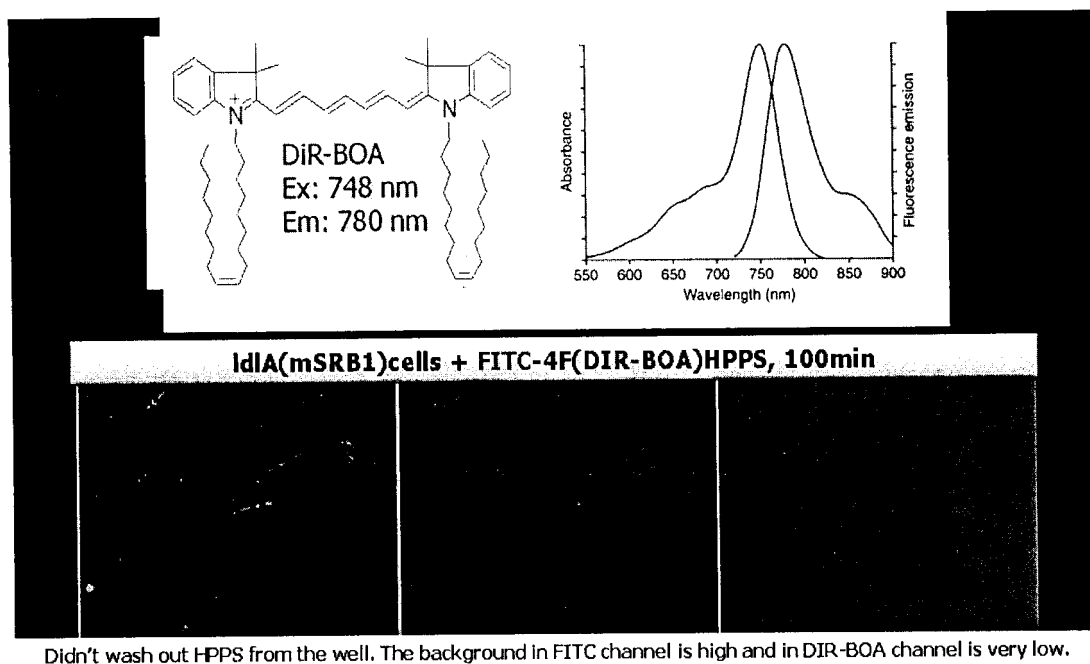 N
+
N
DiR-BOA
Ex: 748 nm
Em: 780 nm
Absorbance
Fluorescence emission
550 600 650 700 750 800 850 900
Wavelength (nm)
ldlA(mSRB1)cells + FITC-4F(DIR-BOA)HPPS, 100min
Didn't wash out HPPS from the well. The background in FITC channel is high and in DIR-BOA channel is very low.